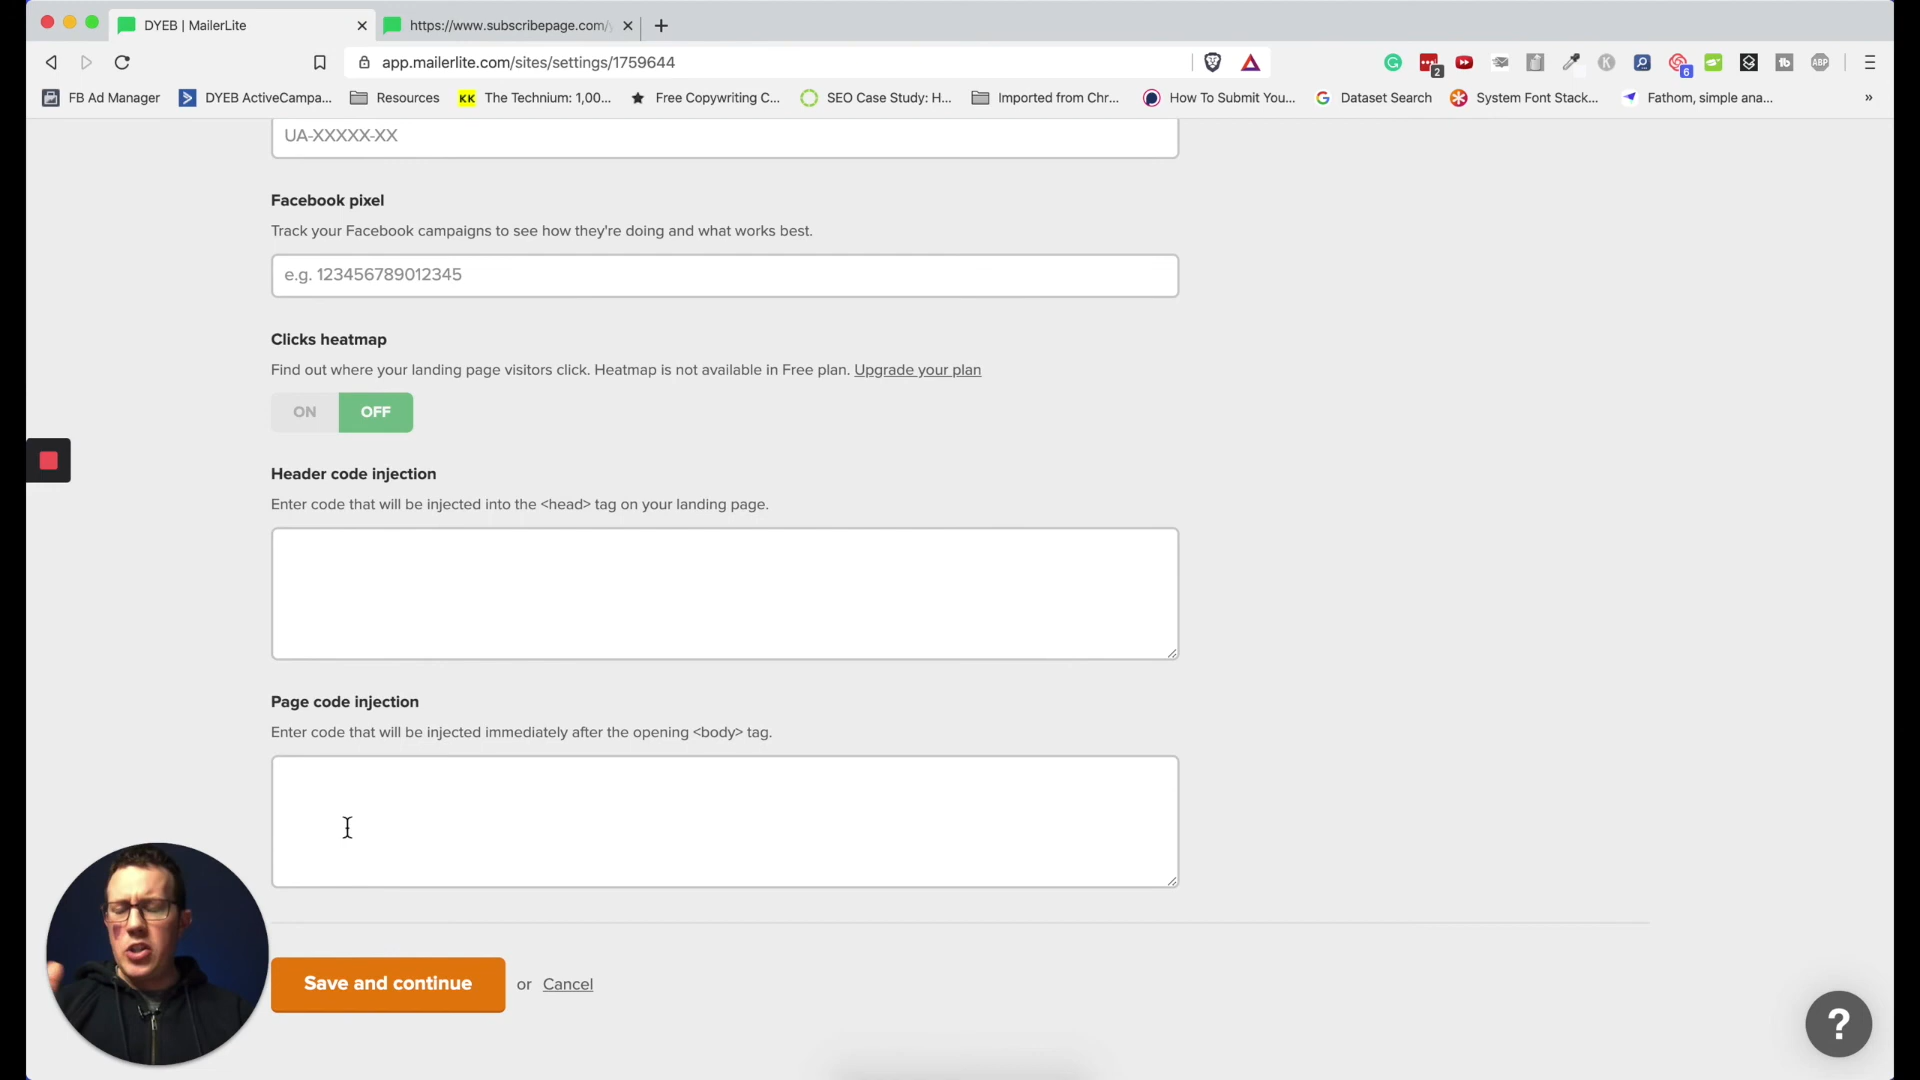 DYEB | MailerLite
https://www.subscribepage.com/
app.mailerlite.com/sites/settings/1759644
2
6
ABP
FB Ad Manager
DYEB ActiveCampa...
Resources
KK
The Technium: 1,00...
Free Copywriting C...
SEO Case Study: H...
Imported from Chr...
How To Submit You...
Dataset Search
System Font Stack...
Fathom, simple ana...
»
UA-XXXXX-XX
Facebook pixel
Track your Facebook campaigns to see how they're doing and what works best.
e.g. 123456789012345
Clicks heatmap
Find out where your landing page visitors click. Heatmap is not available in Free plan. Upgrade your plan
ON OFF
Header code injection
Enter code that will be injected into the <head> tag on your landing page.
Page code injection
Enter code that will be injected immediately after the opening <body> tag.
Save and continue or Cancel
?